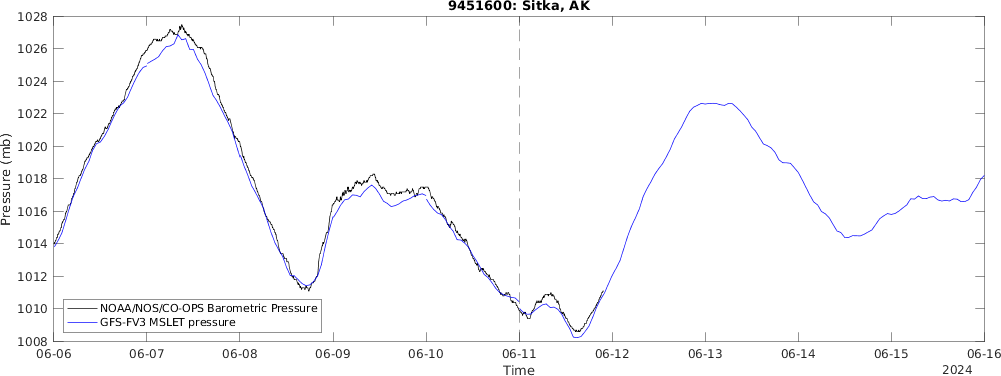 9451600: Sitka, AK
1028
1026
1024
1022
1020
1018
1016
1014
1012
1010
1008
Pressure (mb)
NOAA/NOS/CO-OPS Barometric Pressure
GFS-FV3 MSLET pressure
06-06 06-07 06-08 06-09 06-10 06-11 06-12 06-13 06-14 06-15 06-16
Time
2024